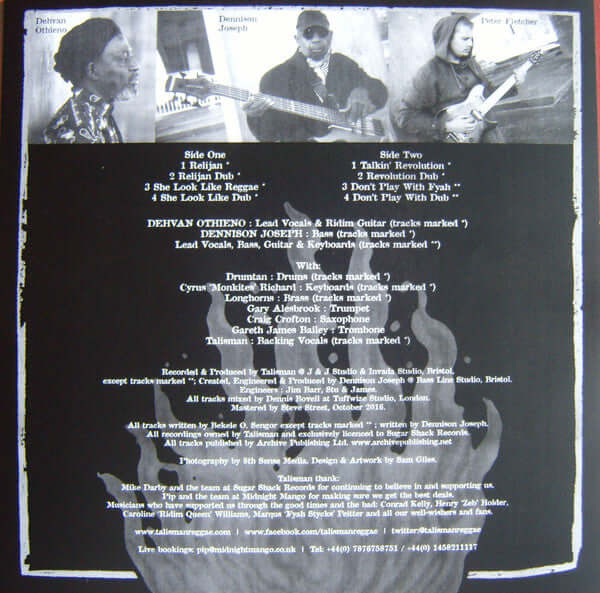 Dehvan
Othieno
Dennison
Joseph
Peter Fletcher
Side One
1 Relijan *
2 Relijan Dub *
3 She Look Like Reggae *
4 She Look Like Dub *
Side Two
1 Talkin' Revolution *
2 Revolution Dub *
3 Don't Play With Fyah **
4 Don't Play With Dub **
DEHVAN OTHIENO : Lead Vocals & Ridim Guitar (tracks marked *)
DENNISON JOSEPH : Bass (tracks marked *)
Lead Vocals, Bass, Guitar & Keyboards (tracks marked **)
With:
Drumtan : Drums (tracks marked *)
Cyrus 'Monkites' Richard : Keyboards (tracks marked *)
Longhorns : Brass (tracks marked *)
Gary Alesbrook : Trumpet
Craig Crofton : Saxophone
Gareth James Bailey : Trombone
Talisman : Backing Vocals (tracks marked *)
Recorded & Produced by Talisman @ J & J Studio & Invada Studio, Bristol.
except tracks marked **: Created, Engineered & Produced by Dennison Joseph @ Bass Line Studio, Bristol.
Engineers : Jim Barr, Stu & James.
All tracks mixed by Dennis Bovell at Tuffwize Studio, London.
Mastered by Steve Street, October 2016.
All tracks written by Bekele O. Sengor except tracks marked ** ; written by Dennison Joseph.
All recordings owned by Talisman and exclusively licenced to Sugar Shack Records.
All tracks published by Archive Publishing Ltd. www.archivepublishing.net
Photography by 8th Sense Media. Design & Artwork by Sam Giles.
Talisman thank:
Mike Darby and the team at Sugar Shack Records for continuing to believe in and supporting us.
Pip and the team at Midnight Mango for making sure we get the best deals.
Musicians who have supported us through the good times and the bad: Conrad Kelly, Henry 'Zeb' Holder,
Caroline 'Ridim Queen' Williams, Marcus 'Fyah Stycks' Petter and all our well-wishers and fans.
www.talismanreggae.com | www.facebook.com/talismanreggae | twitter@talismanreggae
Live bookings: pip@midnightmango.co.uk | Tel: +44(0) 7876758751 / +44(0) 1458211117